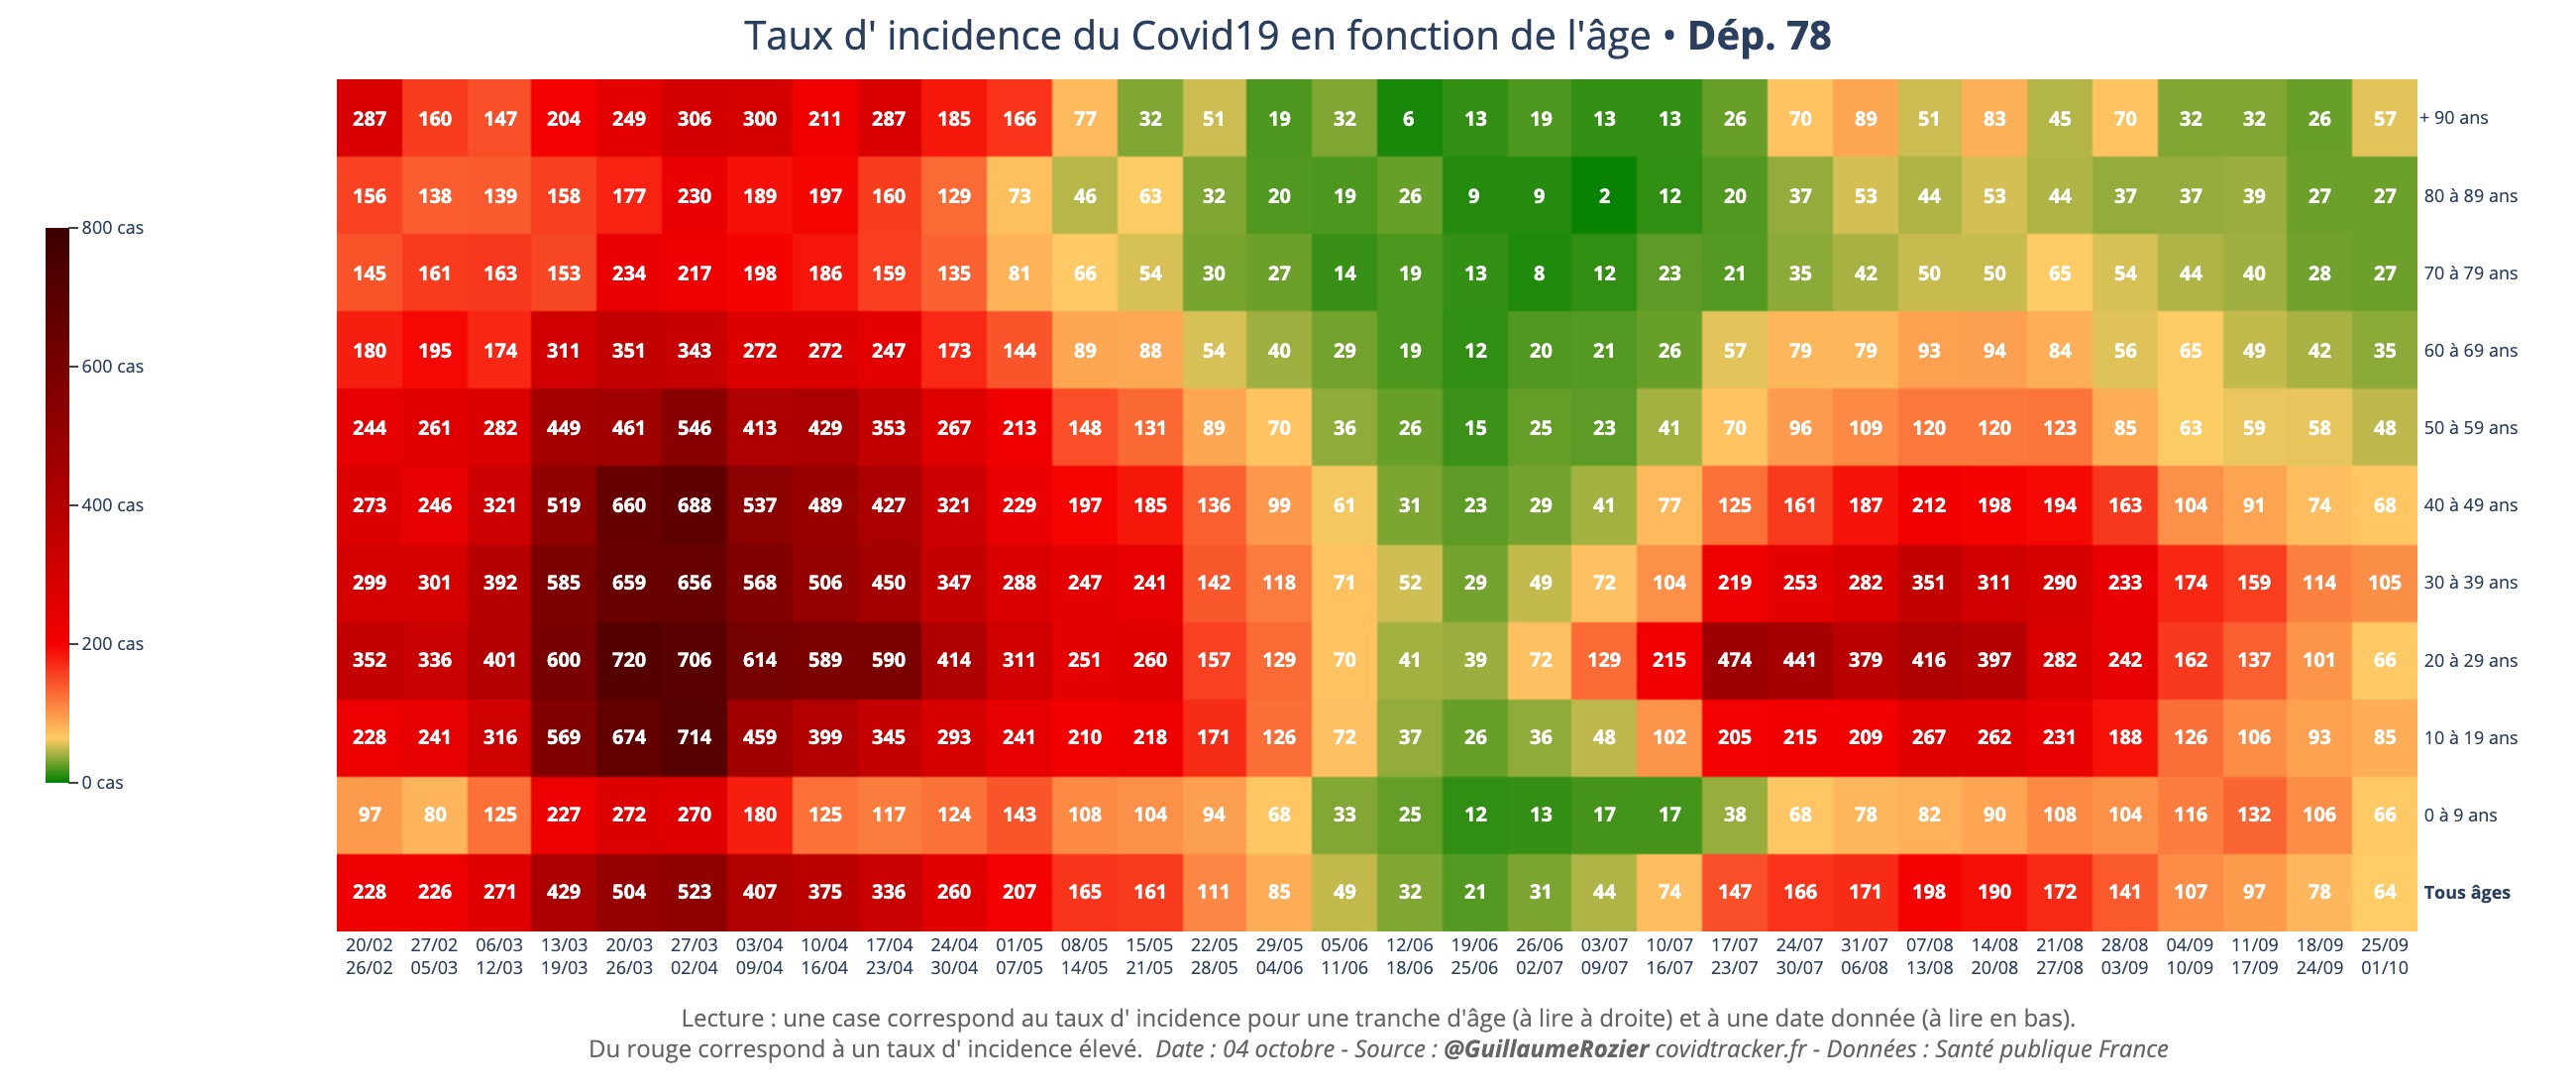 Taux d' incidence du Covid19 en fonction de l'âge • Dép. 78
800 cas
600 cas
400 cas
200 cas
0 cas
287 160 147 204 249 306 300 211 287 185 166 77 32 51 19 32 6 13 19 13 13 26 70 89 51 83 45 70 32 32 26 57 + 90 ans
156 138 139 158 177 230 189 197 160 129 73 46 63 32 20 19 26 9 9 2 12 20 37 53 44 53 44 37 37 39 27 27 80 à 89 ans
145 161 163 153 234 217 198 186 159 135 81 66 54 30 27 14 19 13 8 12 23 21 35 42 50 50 65 54 44 40 28 27 70 à 79 ans
180 195 174 311 351 343 272 272 247 173 144 89 88 54 40 29 19 12 20 21 26 57 79 79 93 94 84 56 65 49 42 35 60 à 69 ans
244 261 282 449 461 546 413 429 353 267 213 148 131 89 70 36 26 15 25 23 41 70 96 109 120 120 123 85 63 59 58 48 50 à 59 ans
273 246 321 519 660 688 537 489 427 321 229 197 185 136 99 61 31 23 29 41 77 125 161 187 212 198 194 163 104 91 74 68 40 à 49 ans
299 301 392 585 659 656 568 506 450 347 288 247 241 142 118 71 52 29 49 72 104 219 253 282 351 311 290 233 174 159 114 105 30 à 39 ans
352 336 401 600 720 706 614 589 590 414 311 251 260 157 129 70 41 39 72 129 215 474 441 379 416 397 282 242 162 137 101 66 20 à 29 ans
228 241 316 569 674 714 459 399 345 293 241 210 218 171 126 72 37 26 36 48 102 205 215 209 267 262 231 188 126 106 93 85 10 à 19 ans
97 80 125 227 272 270 180 125 117 124 143 108 104 94 68 33 25 12 13 17 17 38 68 78 82 90 108 104 116 132 106 66 0 à 9 ans
228 226 271 429 504 523 407 375 336 260 207 165 161 111 85 49 32 21 31 44 74 147 166 171 198 190 172 141 107 97 78 64 Tous âges
20/02 27/02 06/03 13/03 20/03 27/03 03/04 10/04 17/04 24/04 01/05 08/05 15/05 22/05 29/05 05/06 12/06 19/06 26/06 03/07 10/07 17/07 24/07 31/07 07/08 14/08 21/08 28/08 04/09 11/09 18/09 25/09
26/02 05/03 12/03 19/03 26/03 02/04 09/04 16/04 23/04 30/04 07/05 14/05 21/05 28/05 04/06 11/06 18/06 25/06 02/07 09/07 16/07 23/07 30/07 06/08 13/08 20/08 27/08 03/09 10/09 17/09 24/09 01/10
Lecture : une case correspond au taux d' incidence pour une tranche d'âge (à lire à droite) et à une date donnée (à lire en bas).
Du rouge correspond à un taux d' incidence élevé. Date : 04 octobre - Source : @GuillaumeRozier covidtracker.fr - Données : Santé publique France